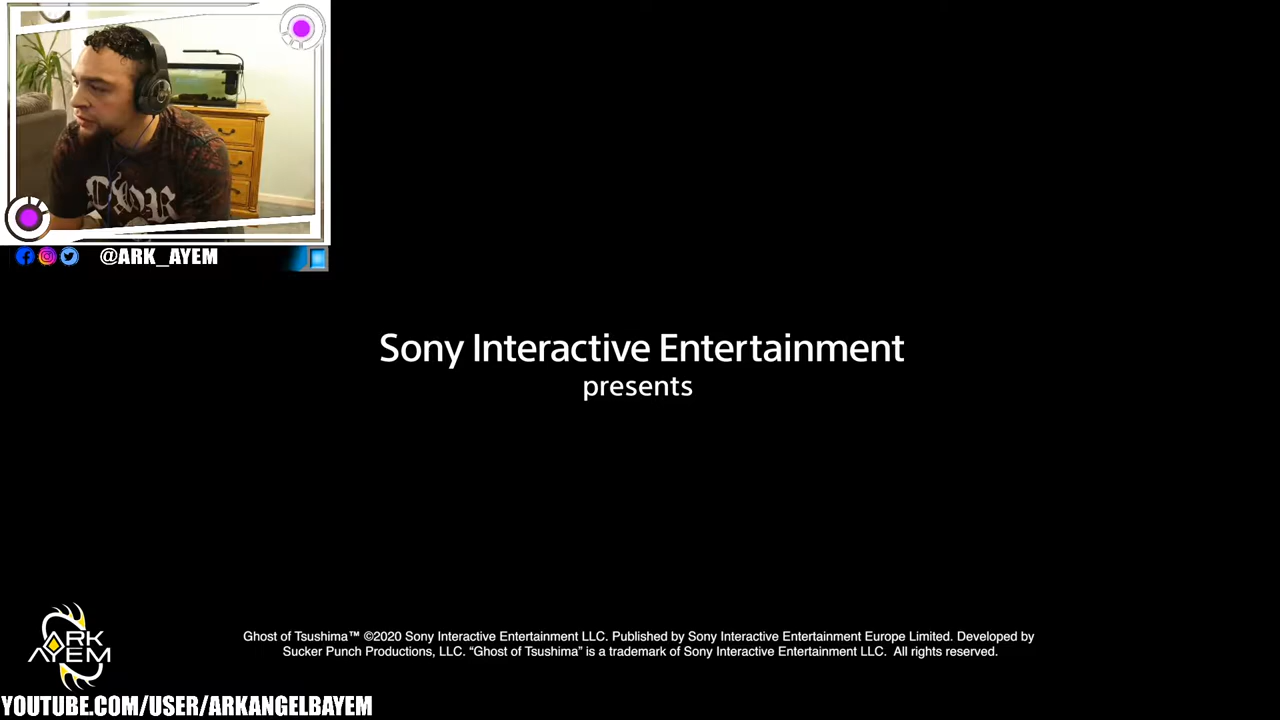 @ARK_AYEM
Sony Interactive Entertainment
presents
ARK
AYEM
Ghost of Tsushima™ ©2020 Sony Interactive Entertainment LLC. Published by Sony Interactive Entertainment Europe Limited. Developed by
Sucker Punch Productions, LLC. “Ghost of Tsushima” is a trademark of Sony Interactive Entertainment LLC. All rights reserved.
YOUTUBE.COM/USER/ARKANGELBAYEM